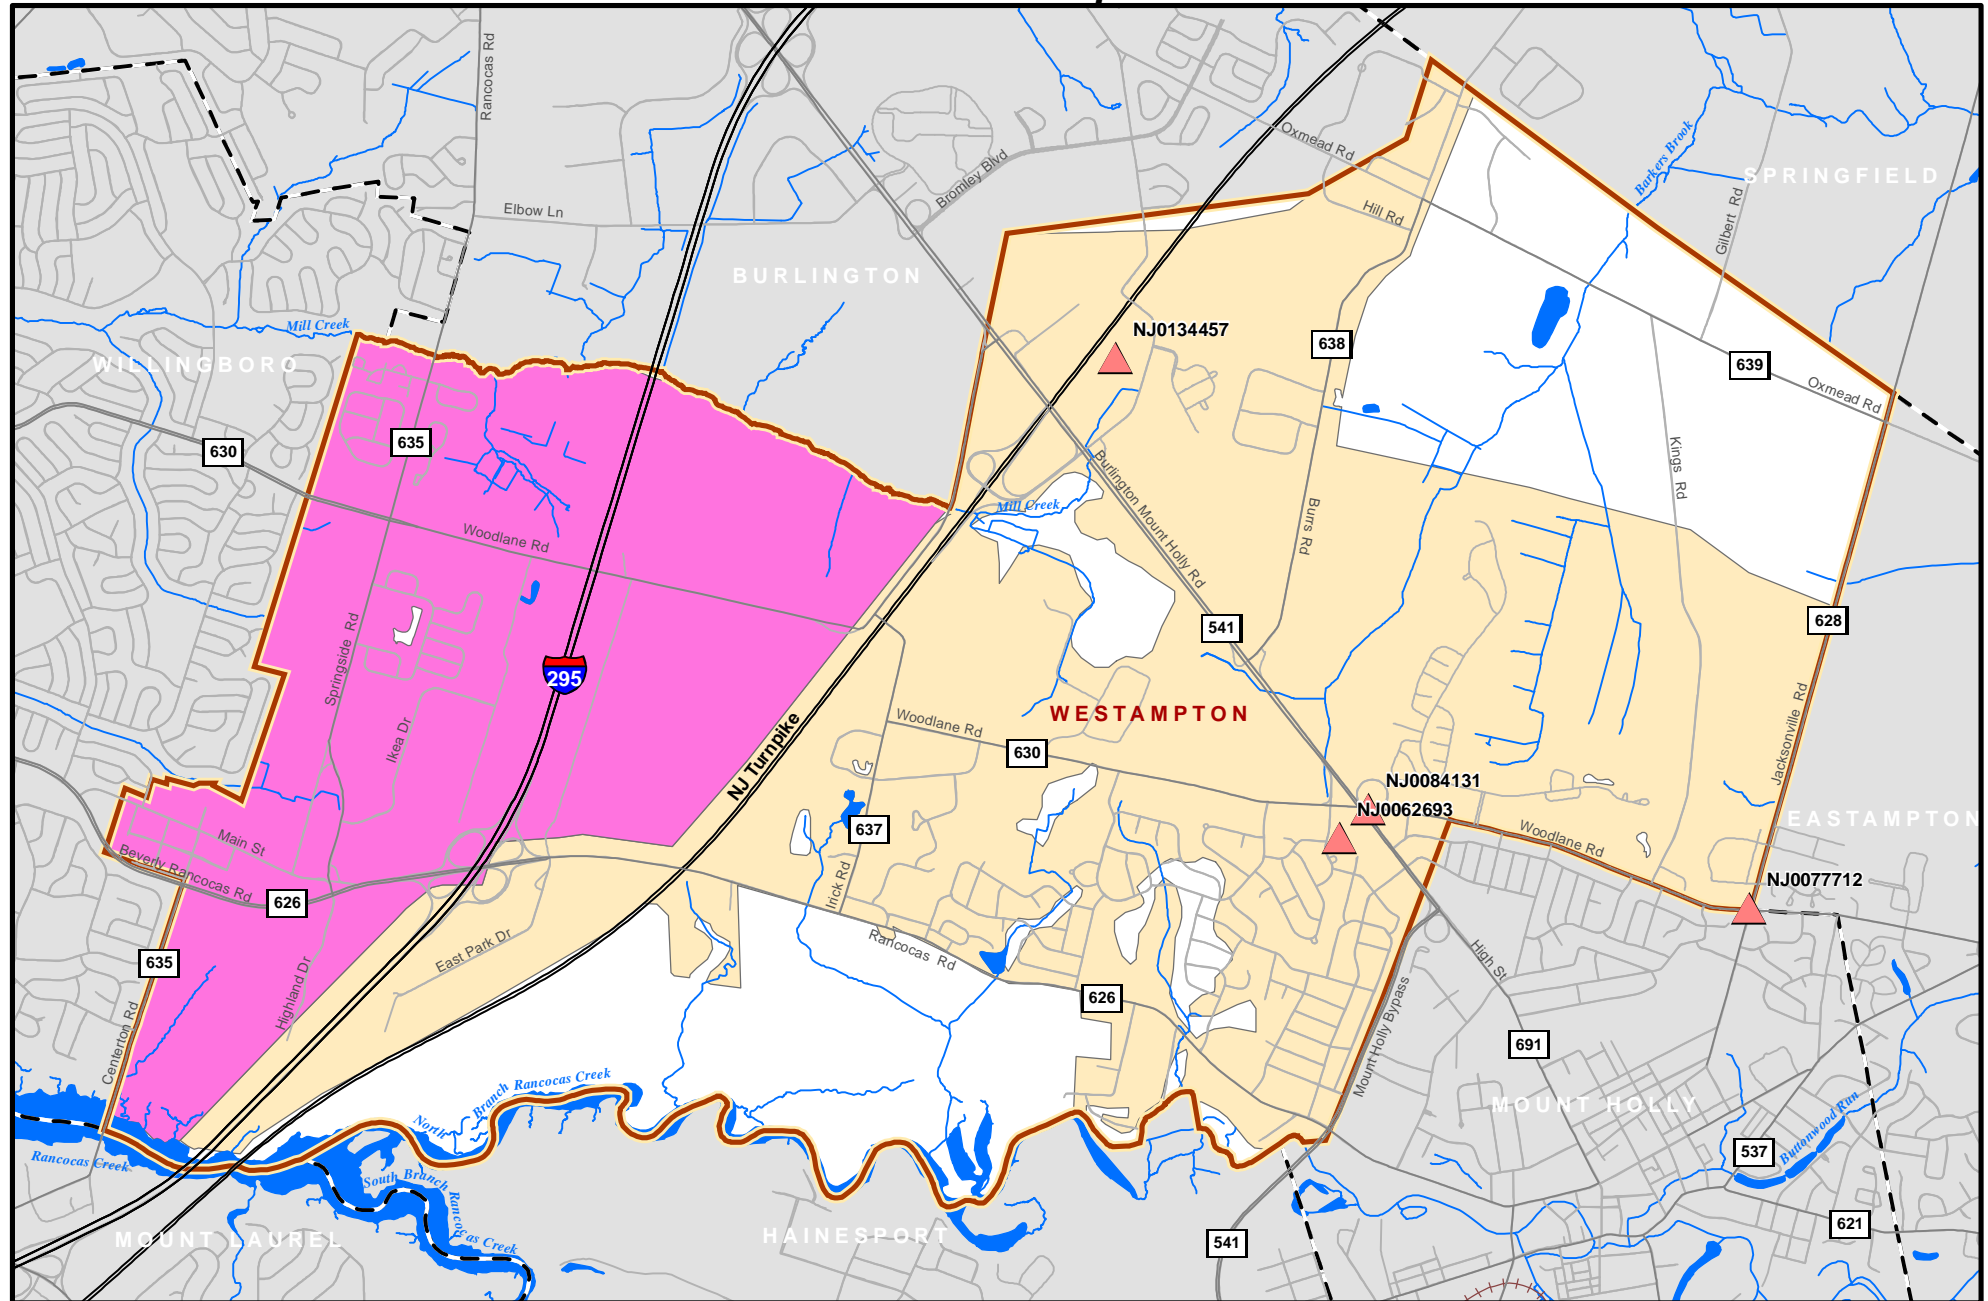 Rancocas Rd
Oxmead Rd
Barkers Brook
SPRINGFIELD
Bromley Blvd
Elbow Ln
Hill Rd
Gilbert Rd
BURLINGTON
Mill Creek
WILLINGBORO
NJ0134457
638
639
Oxmead Rd
635
630
Kings Rd
Burlington Mount Holly Rd
Mill Creek
Burrs Rd
Woodlane Rd
541
628
Springside Rd
295
Ikea Dr
NJ Turnpike
Woodlane Rd
WESTAMPTON
630
Jacksonville Rd
NJ0084131
NJ0062693
EASTAMPTON
637
Woodlane Rd
Main St
Beverly Rancocas Rd
626
Irick Rd
NJ0077712
East Park Dr
Rancocas Rd
High St
635
Highland Dr
626
Centerton Rd
Mount Holly Bypass
691
North Branch Rancocas Creek
MOUNT HOLLY
Buttonwood Run
537
Rancocas Creek
South Branch Rancocas Creek
MOUNT LAUREL
HAINESPORT
541
621